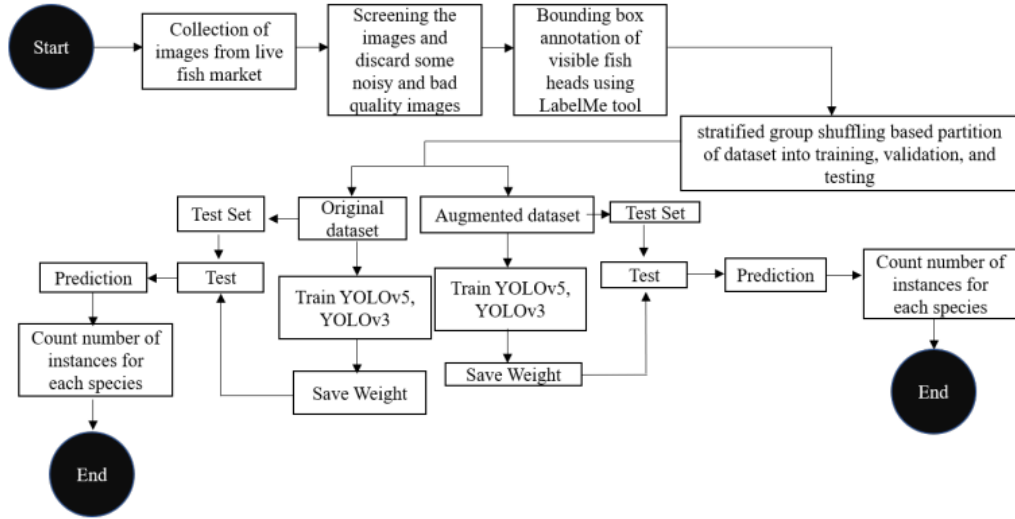 Start
Collection of
images from live
fish market
Screening the
images and
discard some
noisy and bad
quality images
Bounding box
annotation of
visible fish
heads using
LabelMe tool
stratified group shuffling based partition
of dataset into training, validation, and
testing
Test Set
Original
dataset
Augmented dataset
Test Set
Prediction
Test
Train YOLOv5,
YOLOv3
Train YOLOv5,
YOLOv3
Test
Prediction
Count number of
instances for
each species
Count number of
instances for
each species
Save Weight
Save Weight
End
End